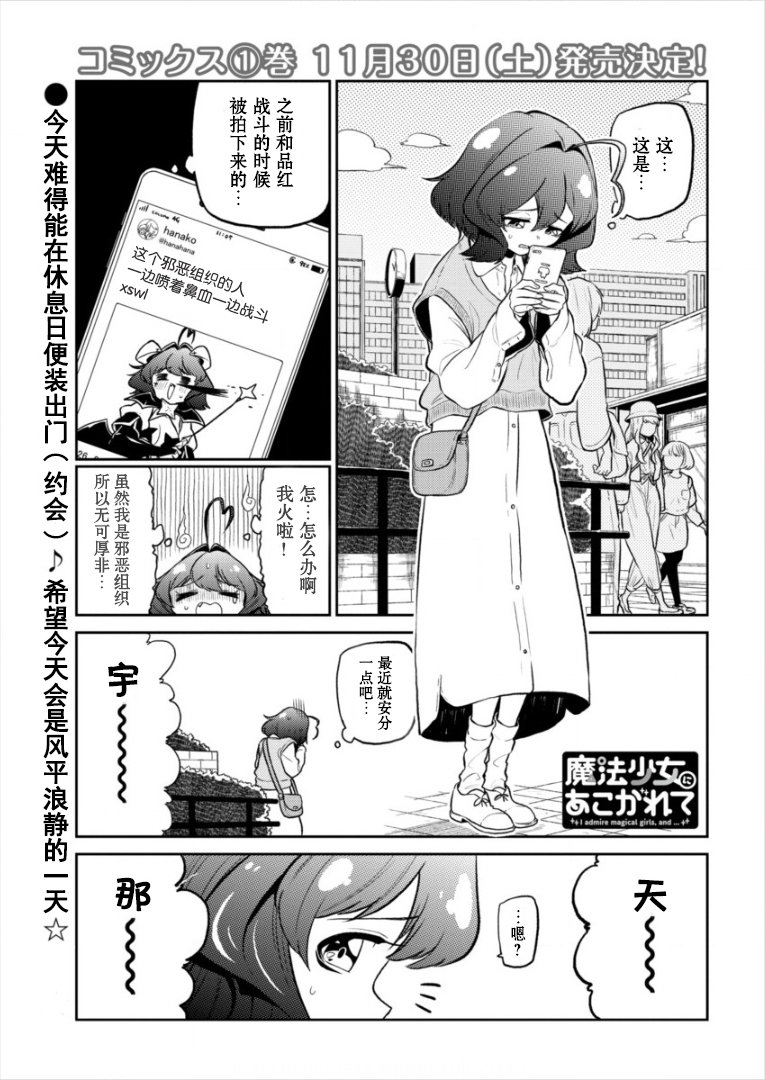 コミックス①巻 11月30日(土)発売決定!
●今天难得能在休息日便装出门(约会)♪希望今天会是风平浪静的一天☆
这…
这是…
之前和品红
战斗的时候
被拍下来的…
11:09
98%
hanako
@hanahana
这个邪恶组织的人
一边喷着鼻血一边战斗
xswl
怎…怎么办啊
我火啦!
虽然我是邪恶组织
所以无可厚非…
最近就安分
一点吧…
宇~
魔法少女に
あこがれて
I admire magical girls, and ...
天~
…嗯?
那~